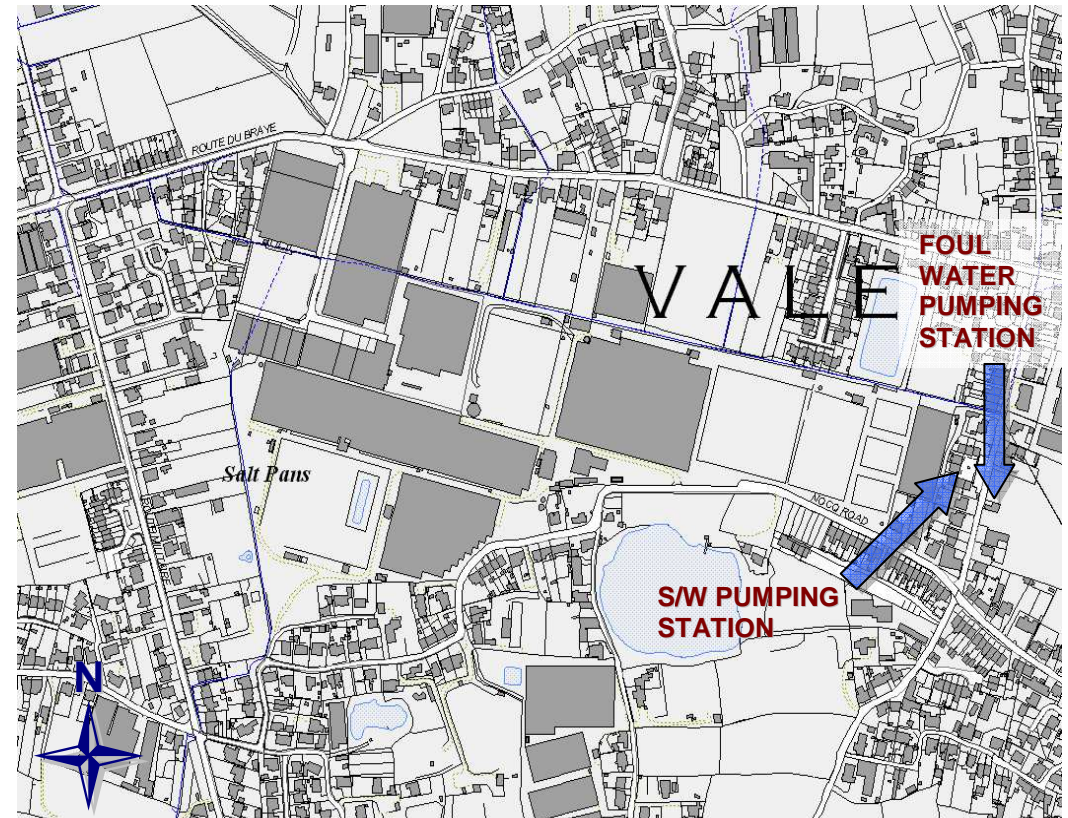 ROUTE DU BRAYE
VALE
FOUL
WATER
PUMPING
STATION
Salt Pans
NOCQ ROAD
S/W PUMPING
STATION
N